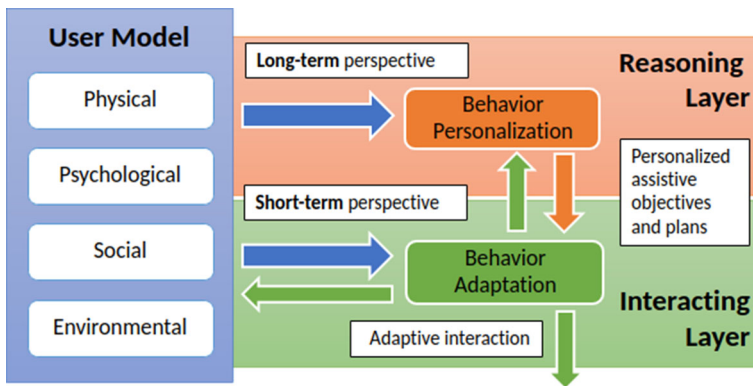 User Model
Physical
Psychological
Social
Environmental
Long-term perspective
Reasoning
Layer
Behavior
Personalization
Personalized
assistive
objectives
and plans
Short-term perspective
Behavior
Adaptation
Interacting
Layer
Adaptive interaction